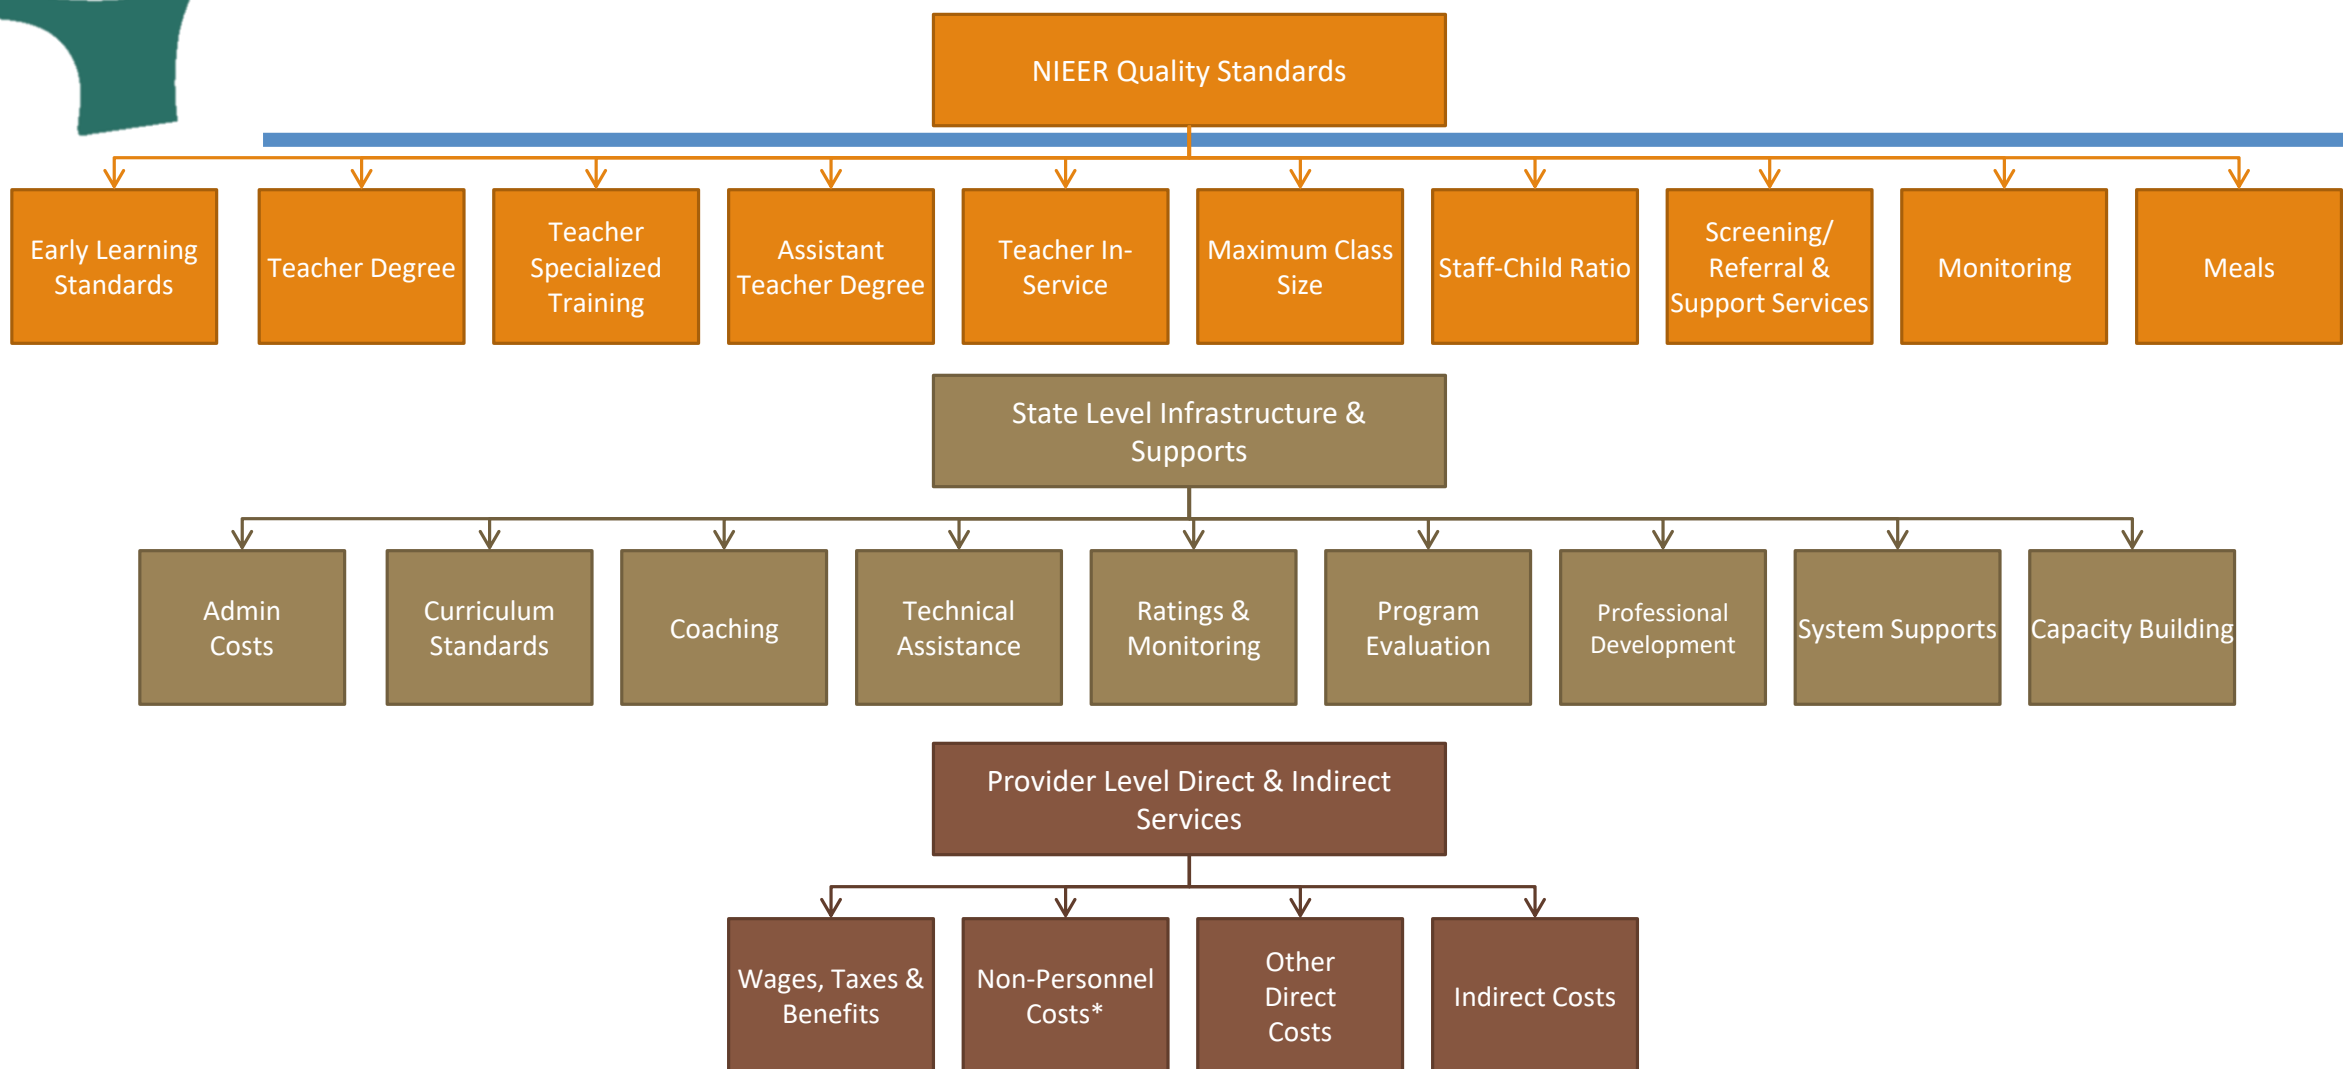 NIEER Quality Standards
Early Learning
Standards
Teacher Degree
Teacher
Specialized
Training
Assistant
Teacher Degree
Teacher In-
Service
Maximum Class
Size
Staff-Child Ratio
Screening/
Referral &
Support Services
Monitoring
Meals
State Level Infrastructure &
Supports
Admin
Costs
Curriculum
Standards
Coaching
Technical
Assistance
Ratings &
Monitoring
Program
Evaluation
Professional
Development
System Supports
Capacity Building
Provider Level Direct & Indirect
Services
Wages, Taxes &
Benefits
Non-Personnel
Costs*
Other
Direct
Costs
Indirect Costs